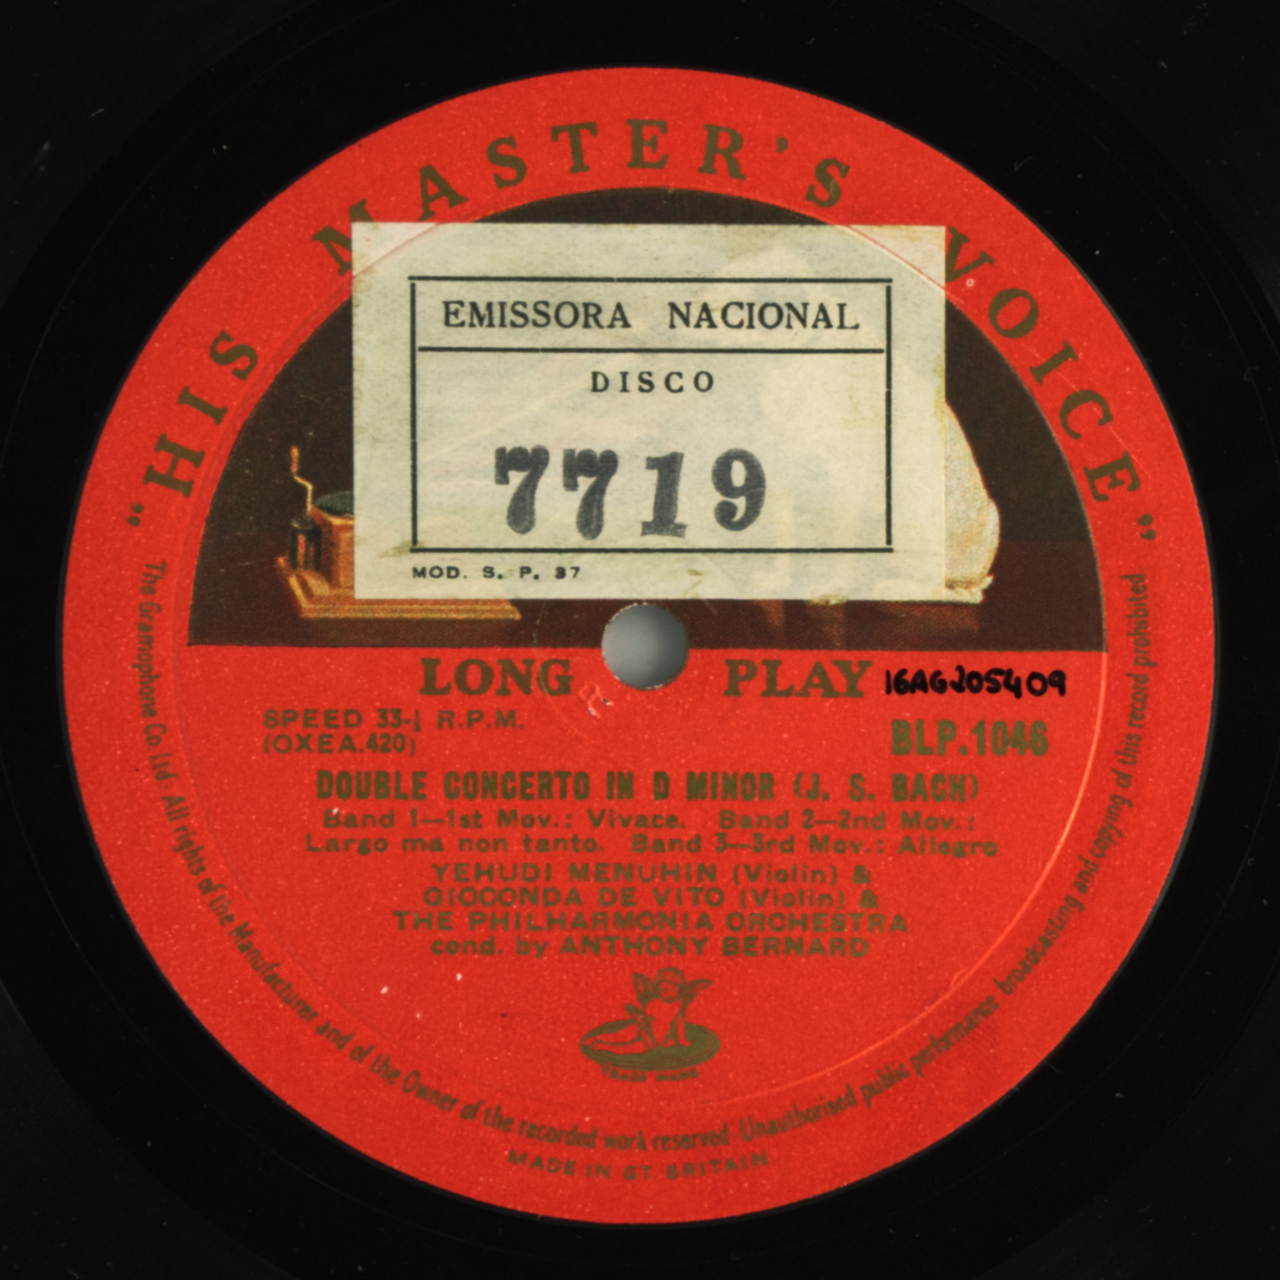 "HIS MASTER'S VOICE"
EMISSORA NACIONAL
DISCO
7719
MOD. S. P. 37
LONG PLAY
16AGJ05409
SPEED 33-⅓ R.P.M.
(OXEA.420)
BLP.1046
DOUBLE CONCERTO IN D MINOR (J. S. BACH)
Band 1—1st Mov.: Vivace. Band 2—2nd Mov.:
Largo ma non tanto. Band 3—3rd Mov.: Allegro
YEHUDI MENUHIN (Violin) &
GIOCONDA DE VITO (Violin) &
THE PHILHARMONIA ORCHESTRA
cond. by ANTHONY BERNARD
TRADE MARK
The Gramophone Co. Ltd. All rights of the Manufacturer and of the Owner of the recorded work reserved. Unauthorised public performance broadcasting and copying of this record prohibited
MADE IN GT. BRITAIN